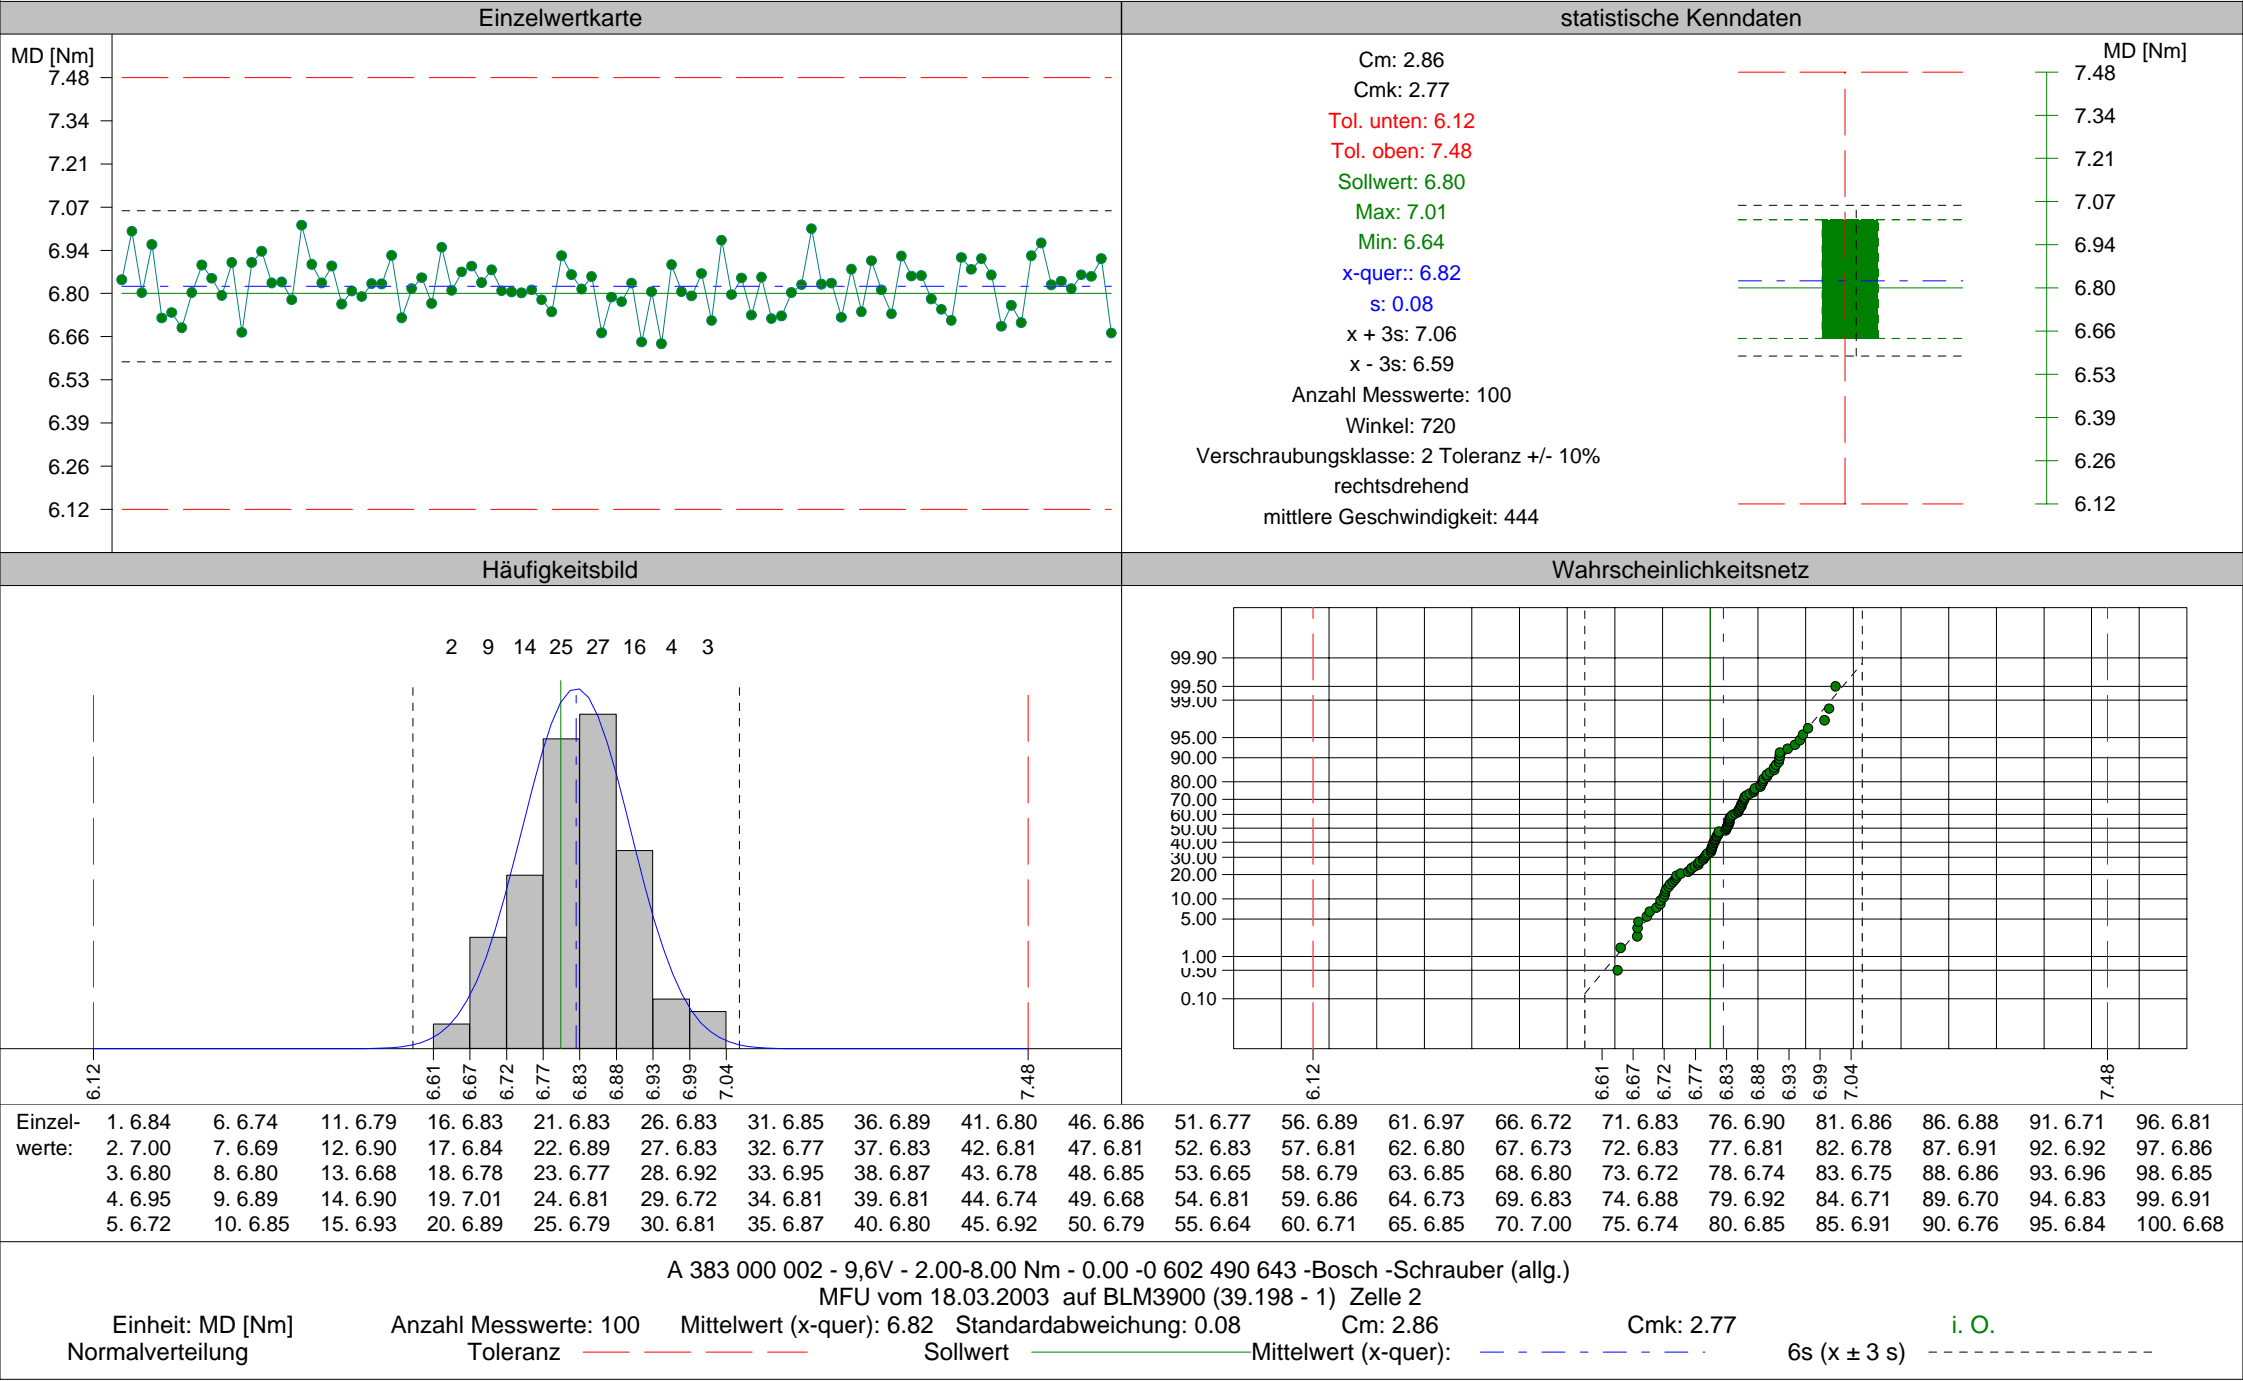 Einzelwertkarte
MD [Nm]
7.48
7.34
7.21
7.07
6.94
6.80
6.66
6.53
6.39
6.26
6.12
statistische Kenndaten
Cm: 2.86
Cmk: 2.77
Tol. unten: 6.12
Tol. oben: 7.48
Sollwert: 6.80
Max: 7.01
Min: 6.64
x-quer:: 6.82
s: 0.08
x + 3s: 7.06
x - 3s: 6.59
Anzahl Messwerte: 100
Winkel: 720
Verschraubungsklasse: 2 Toleranz +/- 10%
rechtsdrehend
mittlere Geschwindigkeit: 444
MD [Nm]
7.48
7.34
7.21
7.07
6.94
6.80
6.66
6.53
6.39
6.26
6.12
Häufigkeitsbild
2 9 14 25 27 16 4 3
6.12 6.61 6.67 6.72 6.77 6.83 6.88 6.93 6.99 7.04 7.48
Wahrscheinlichkeitsnetz
99.90
99.50
99.00
95.00
90.00
80.00
70.00
60.00
50.00
40.00
30.00
20.00
10.00
5.00
1.00
0.50
0.10
6.12 6.61 6.67 6.72 6.77 6.83 6.88 6.93 6.99 7.04 7.48
Einzel- 1. 6.84 6. 6.74 11. 6.79 16. 6.83 21. 6.83 26. 6.83 31. 6.85 36. 6.89 41. 6.80 46. 6.86 51. 6.77 56. 6.89 61. 6.97 66. 6.72 71. 6.83 76. 6.90 81. 6.86 86. 6.88 91. 6.71 96. 6.81
werte: 2. 7.00 7. 6.69 12. 6.90 17. 6.84 22. 6.89 27. 6.83 32. 6.77 37. 6.83 42. 6.81 47. 6.81 52. 6.83 57. 6.81 62. 6.80 67. 6.73 72. 6.83 77. 6.81 82. 6.78 87. 6.91 92. 6.92 97. 6.86
3. 6.80 8. 6.80 13. 6.68 18. 6.78 23. 6.77 28. 6.92 33. 6.95 38. 6.87 43. 6.78 48. 6.85 53. 6.65 58. 6.79 63. 6.85 68. 6.80 73. 6.72 78. 6.74 83. 6.75 88. 6.86 93. 6.96 98. 6.85
4. 6.95 9. 6.89 14. 6.90 19. 7.01 24. 6.81 29. 6.72 34. 6.81 39. 6.81 44. 6.74 49. 6.68 54. 6.81 59. 6.86 64. 6.73 69. 6.83 74. 6.88 79. 6.92 84. 6.71 89. 6.70 94. 6.83 99. 6.91
5. 6.72 10. 6.85 15. 6.93 20. 6.89 25. 6.79 30. 6.81 35. 6.87 40. 6.80 45. 6.92 50. 6.79 55. 6.64 60. 6.71 65. 6.85 70. 7.00 75. 6.74 80. 6.85 85. 6.91 90. 6.76 95. 6.84 100. 6.68
A 383 000 002 - 9,6V - 2.00-8.00 Nm - 0.00 -0 602 490 643 -Bosch -Schrauber (allg.)
MFU vom 18.03.2003 auf BLM3900 (39.198 - 1) Zelle 2
Einheit: MD [Nm] Anzahl Messwerte: 100 Mittelwert (x-quer): 6.82 Standardabweichung: 0.08 Cm: 2.86 Cmk: 2.77 i. O.
Normalverteilung Toleranz Sollwert Mittelwert (x-quer): 6s (x ± 3 s)